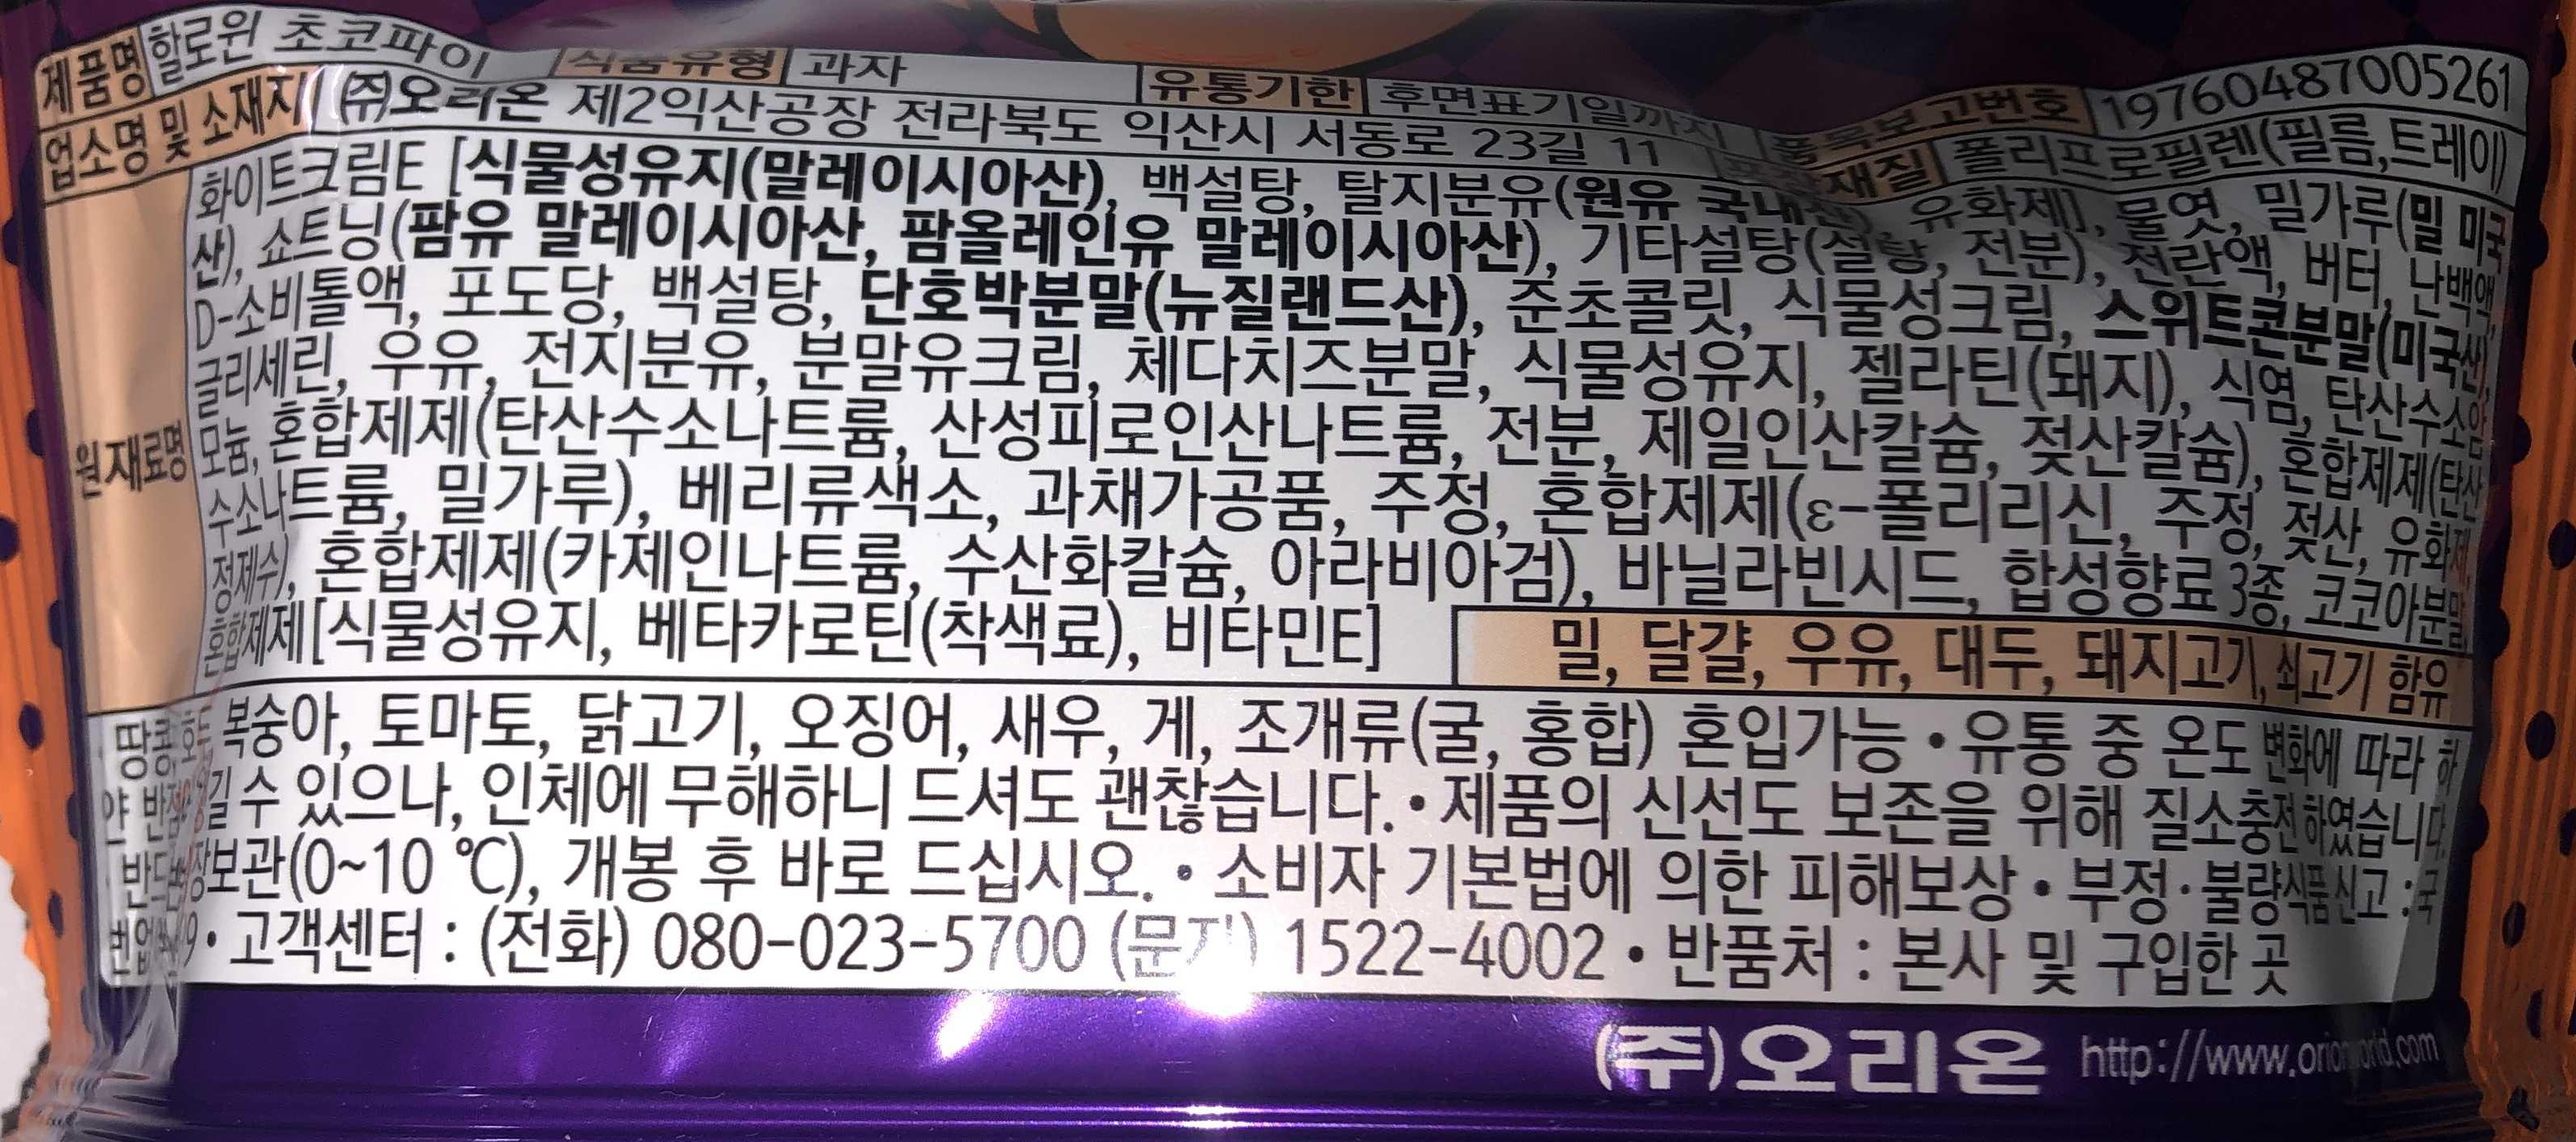 제품명 할로윈 초코파이 식품유형 과자 유통기한 후면표기일까지 품목보고번호 19760487005261
업소명 및 소재지 (주)오리온 제2익산공장 전라북도 익산시 서동로 23길 11 포장재질 폴리프로필렌(필름,트레이)
원재료명
화이트크림E [식물성유지(말레이시아산), 백설탕, 탈지분유(원유 국내산), 유화제], 물엿, 밀가루(밀 미국
산), 쇼트닝(팜유 말레이시아산, 팜올레인유 말레이시아산), 기타설탕(설탕, 전분), 전란액, 버터, 난백액,
D-소비톨액, 포도당, 백설탕, 단호박분말(뉴질랜드산), 준초콜릿, 식물성크림, 스위트콘분말(미국산),
글리세린, 우유, 전지분유, 분말유크림, 체다치즈분말, 식물성유지, 젤라틴(돼지), 식염, 탄산수소암
모늄, 혼합제제(탄산수소나트륨, 산성피로인산나트륨, 전분, 제일인산칼슘, 젖산칼슘), 혼합제제(탄산
수소나트륨, 밀가루), 베리류색소, 과채가공품, 주정, 혼합제제(ε-폴리리신, 주정, 젖산, 유화제,
정제수), 혼합제제(카제인나트륨, 수산화칼슘, 아라비아검), 바닐라빈시드, 합성향료 3종, 코코아분말,
혼합제제[식물성유지, 베타카로틴(착색료), 비타민E] 밀, 달걀, 우유, 대두, 돼지고기, 쇠고기 함유
땅콩, 호두, 복숭아, 토마토, 닭고기, 오징어, 새우, 게, 조개류(굴, 홍합) 혼입가능 • 유통 중 온도 변화에 따라 하
얀 반점이 생길 수 있으나, 인체에 무해하니 드셔도 괜찮습니다. • 제품의 신선도 보존을 위해 질소충전 하였습니다.
반드시 냉장보관(0~10 ℃), 개봉 후 바로 드십시오. • 소비자 기본법에 의한 피해보상 • 부정·불량식품 신고 : 국
번없이 1399 • 고객센터 : (전화) 080-023-5700 (문자) 1522-4002 • 반품처 : 본사 및 구입한 곳
(주)오리온 http://www.orionworld.com